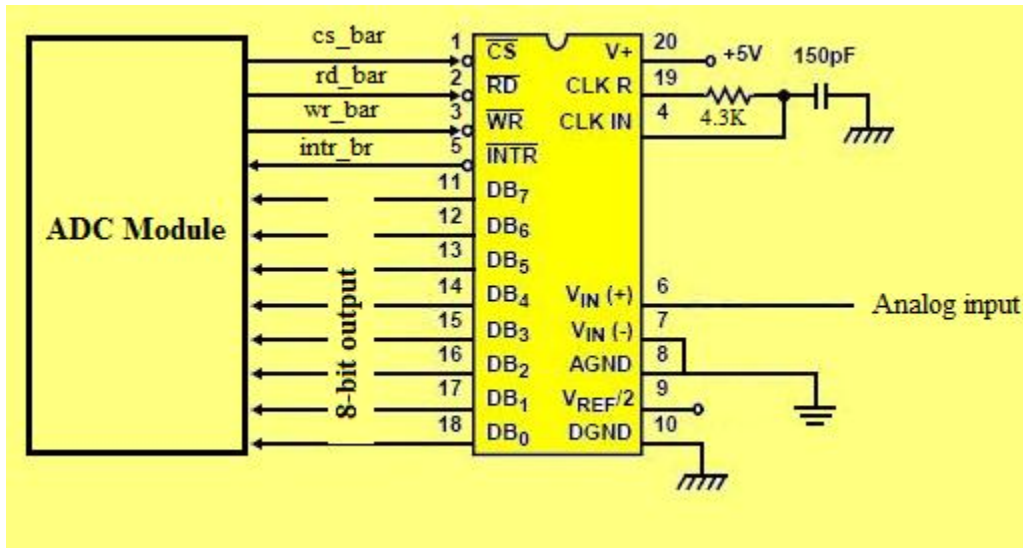 cs_bar
rd_bar
wr_bar
intr_br
ADC Module
8-bit output
1 CS V+ 20 +5V 150pF
2 RD CLK R 19 4.3K
3 WR CLK IN 4
5 INTR
11 DB7
12 DB6
13 DB5
14 DB4 VIN (+) 6 Analog input
15 DB3 VIN (-) 7
16 DB2 AGND 8
17 DB1 VREF/2 9
18 DB0 DGND 10